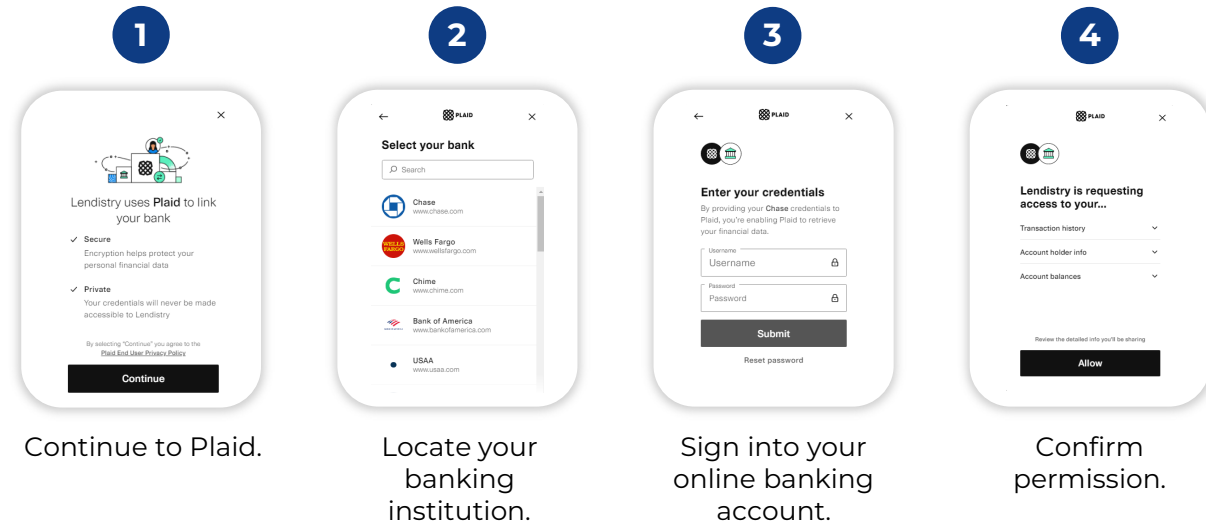 1
Lendistry uses Plaid to link
your bank
Secure
Encryption helps protect your
personal financial data
Private
Your credentials will never be made
accessible to Lendistry
By selecting "Continue" you agree to the
Plaid End User Privacy Policy
Continue
Continue to Plaid.
2
PLAID
Select your bank
Search
Chase
www.chase.com
WELLS
FARGO
Wells Fargo
www.wellsfargo.com
Chime
www.chime.com
Bank of America
www.bankofamerica.com
USAA
www.usaa.com
Locate your
banking
institution.
3
PLAID
Enter your credentials
By providing your Chase credentials to
Plaid, you're enabling Plaid to retrieve
your financial data.
Username
Username
Password
Password
Submit
Reset password
Sign into your
online banking
account.
4
PLAID
Lendistry is requesting
access to your...
Transaction history
Account holder info
Account balances
Review the detailed info you'll be sharing
Allow
Confirm
permission.